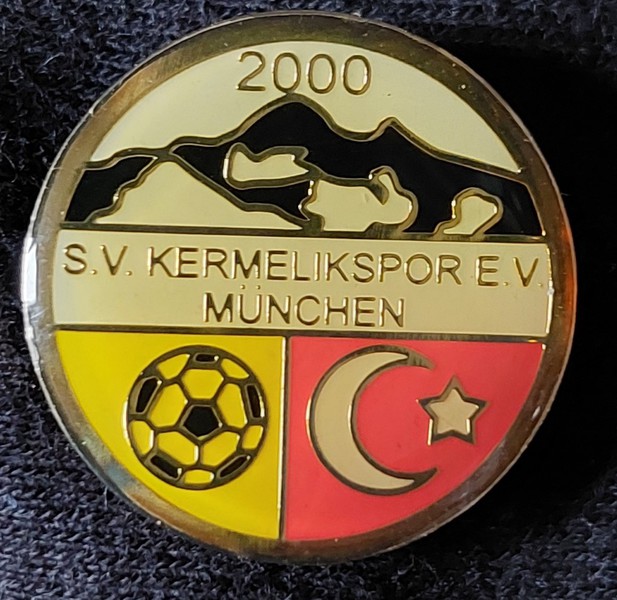 2000
S.V. KERMELIKSPOR E.V.
MÜNCHEN